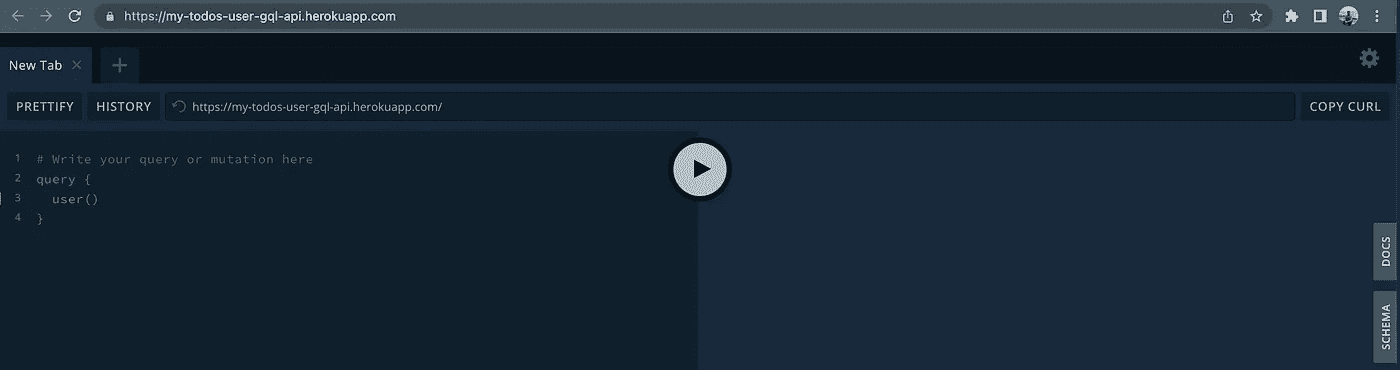 https://my-todos-user-gql-api.herokuapp.com
New Tab
PRETTIFY HISTORY https://my-todos-user-gql-api.herokuapp.com/ COPY CURL
1 # Write your query or mutation here
2 query {
3 user()
4 }
DOCS
SCHEMA